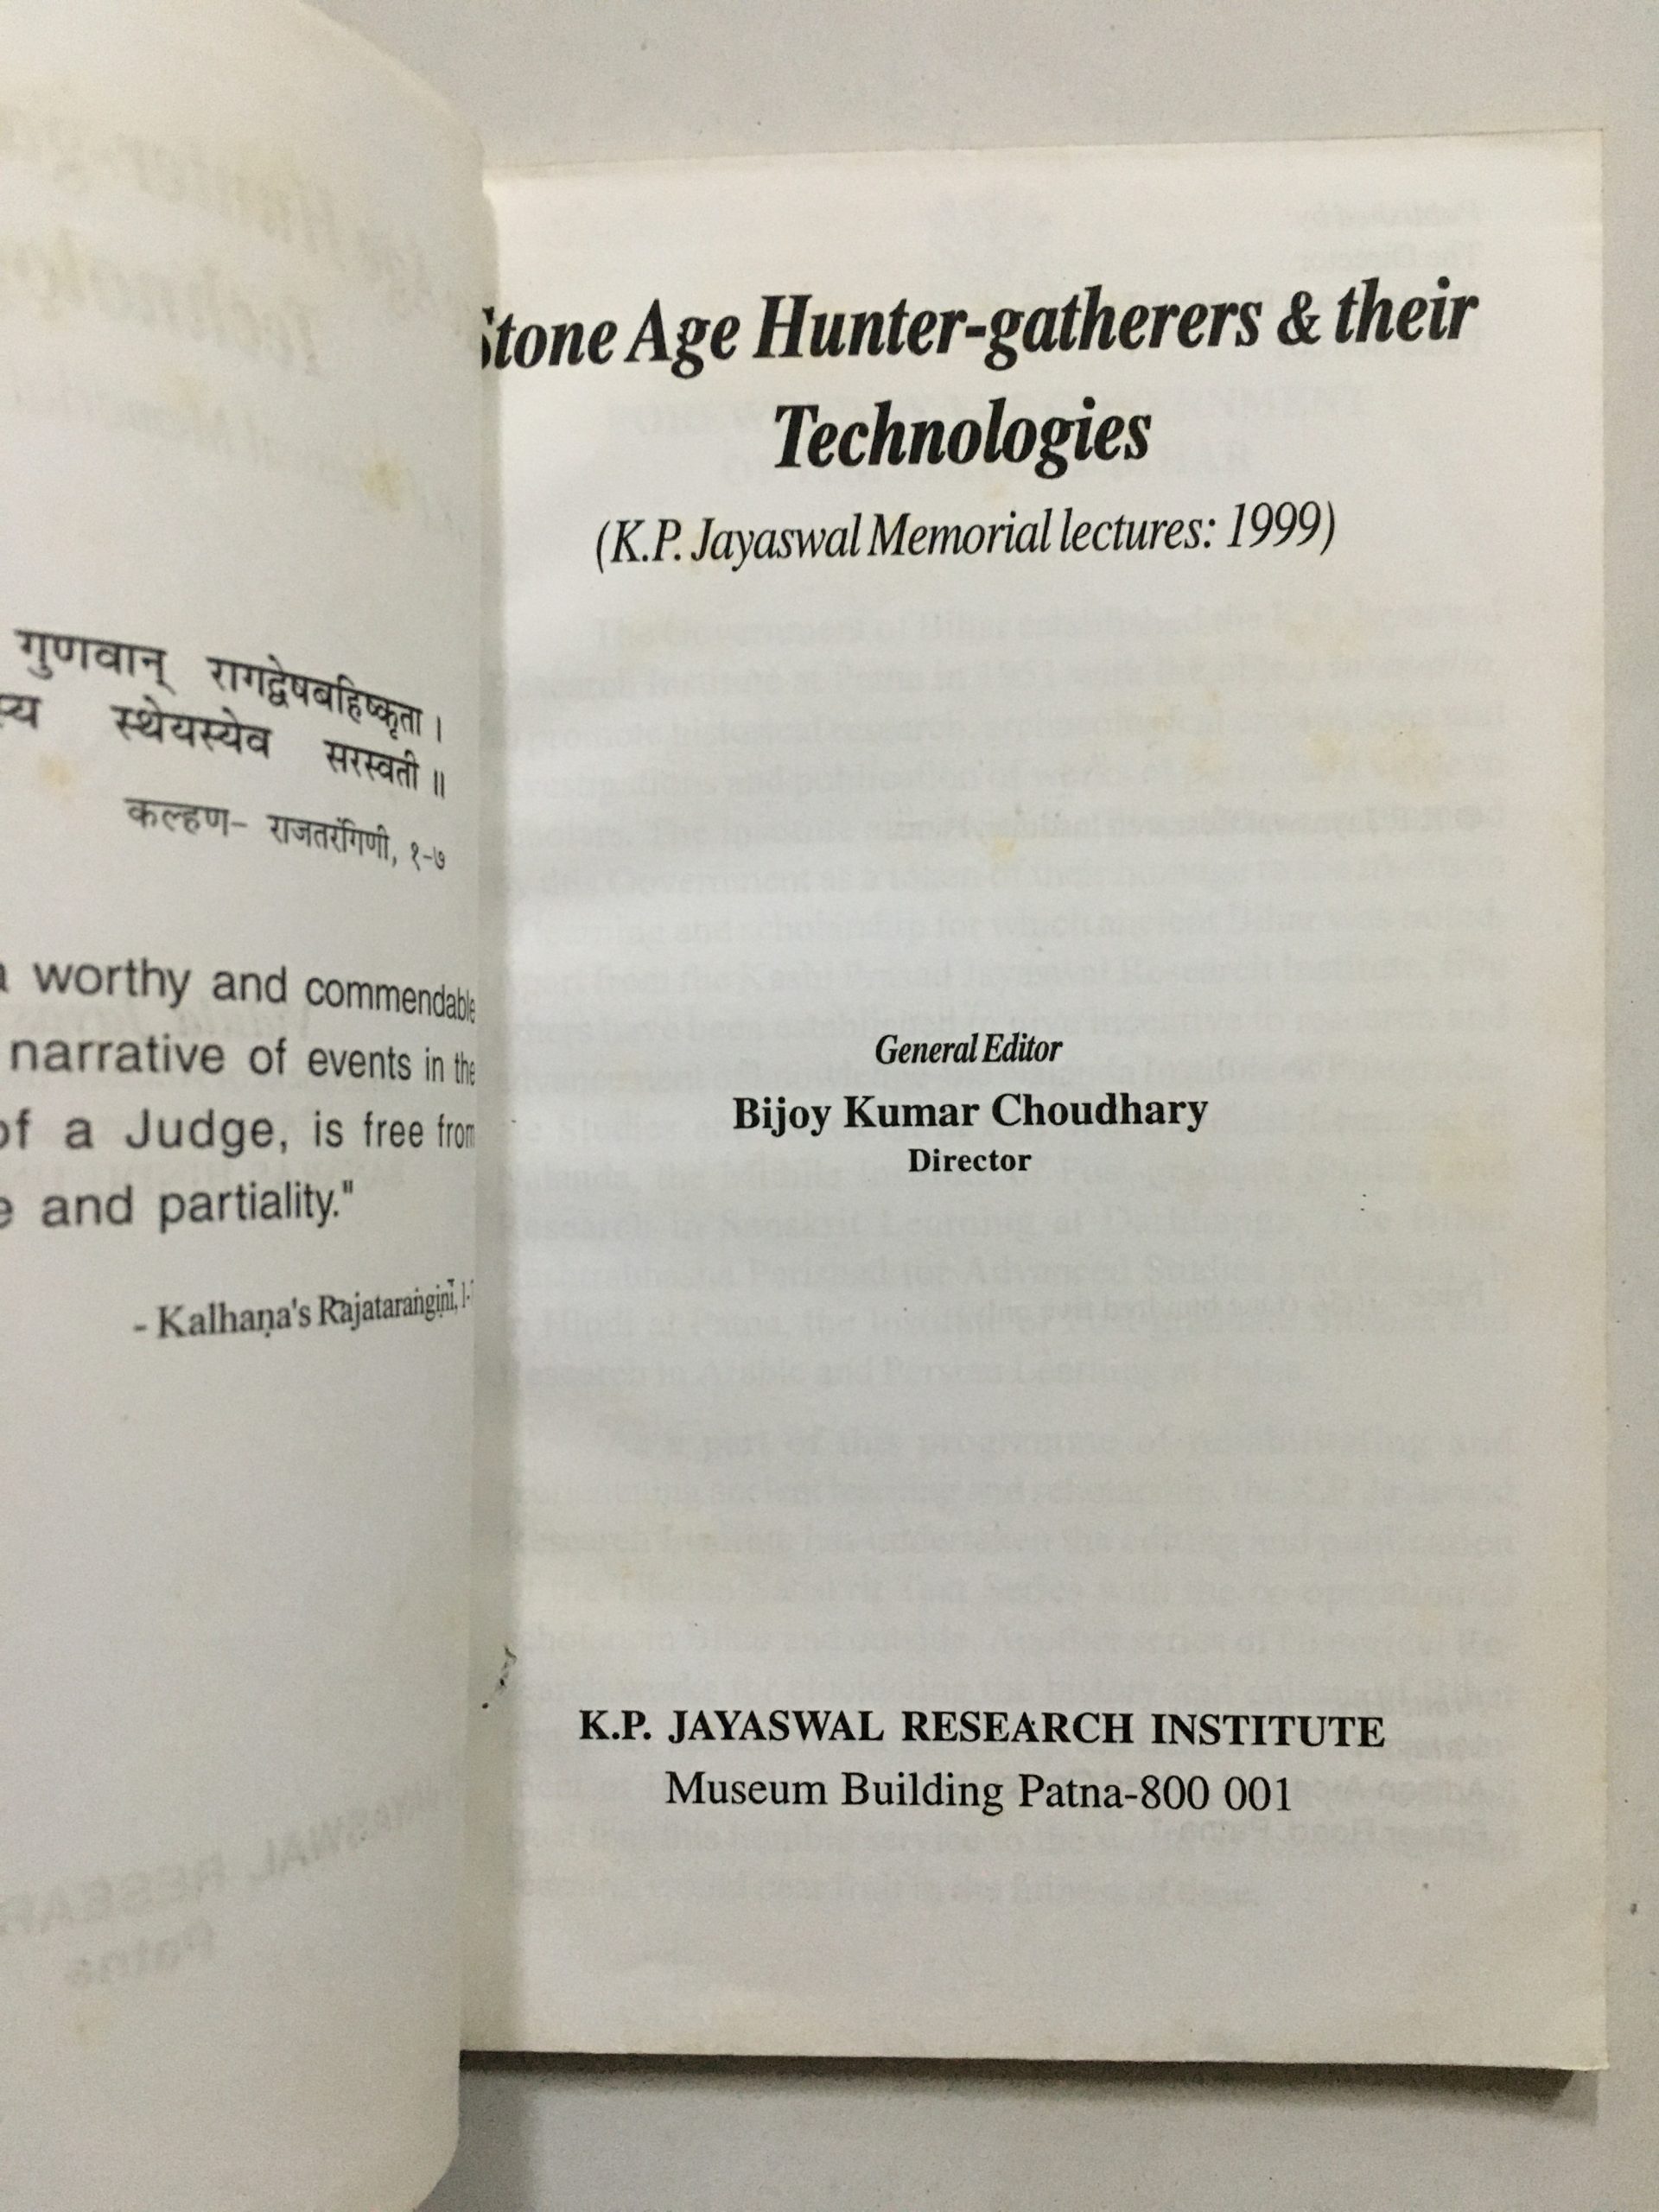 गुणवान् रागद्वेषबहिष्कृता।
स्थेयस्येव सरस्वती॥
कल्हण- राजतरंगिणी, १-७
worthy and commendable
narrative of events in the
of a Judge, is free from
and partiality."
- Kalhaṇa's Rajataraṅgiṇī, 1-
Stone Age Hunter-gatherers & their
Technologies
(K.P. Jayaswal Memorial lectures: 1999)
General Editor
Bijoy Kumar Choudhary
Director
K.P. JAYASWAL RESEARCH INSTITUTE
Museum Building Patna-800 001